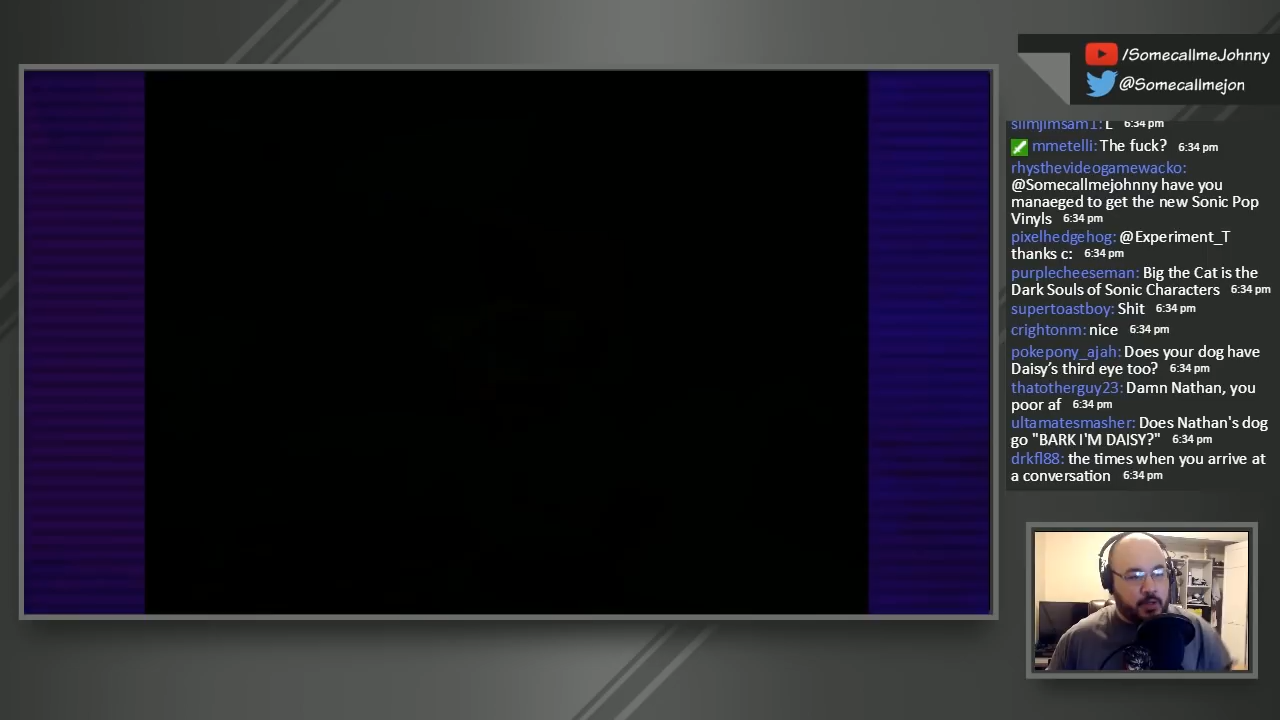 /SomecallmeJohnny
@Somecallmejon
slimjimsam1: L 6:34 pm
mmetelli: The fuck? 6:34 pm
rhysthevideogamewacko:
@Somecallmejohnny have you
manaeged to get the new Sonic Pop
Vinyls 6:34 pm
pixelhedgehog: @Experiment_T
thanks c: 6:34 pm
purplecheeseman: Big the Cat is the
Dark Souls of Sonic Characters 6:34 pm
supertoastboy: Shit 6:34 pm
crightonm: nice 6:34 pm
pokepony_ajah: Does your dog have
Daisy's third eye too? 6:34 pm
thatotherguy23: Damn Nathan, you
poor af 6:34 pm
ultamatesmasher: Does Nathan's dog
go "BARK I'M DAISY?" 6:34 pm
drkfl88: the times when you arrive at
a conversation 6:34 pm